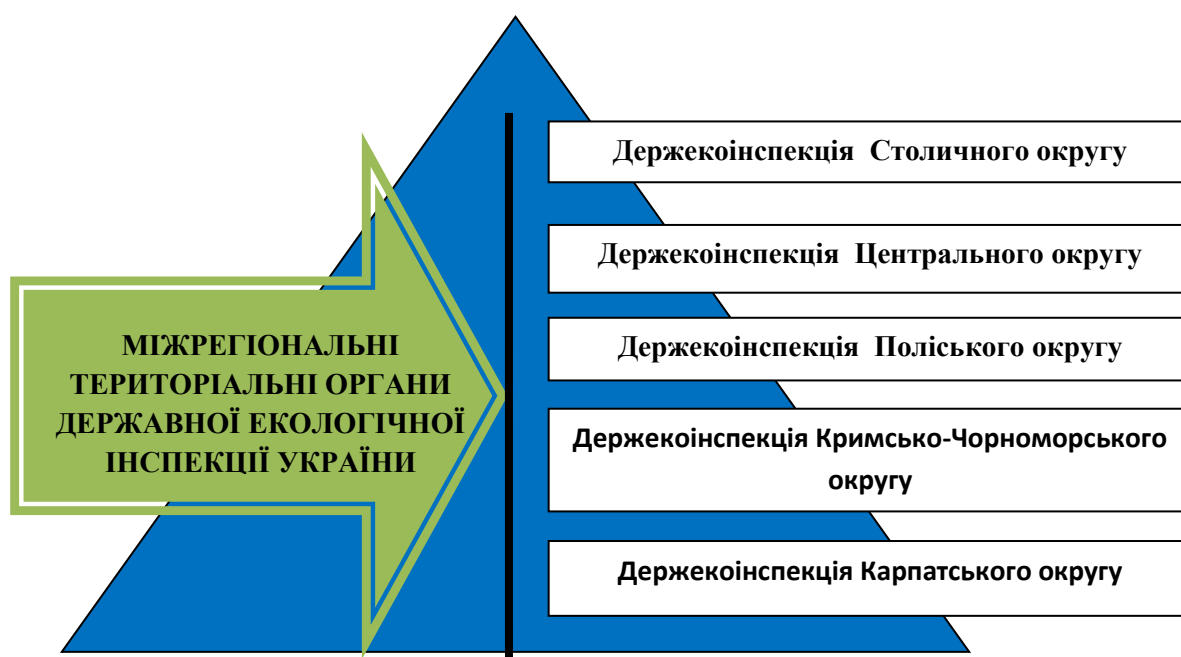 МІЖРЕГІОНАЛЬНІ
ТЕРИТОРІАЛЬНІ ОРГАНИ
ДЕРЖАВНОЇ ЕКОЛОГІЧНОЇ
ІНСПЕКЦІЇ УКРАЇНИ
Держекоінспекція Столичного округу
Держекоінспекція Центрального округу
Держекоінспекція Поліського округу
Держекоінспекція Кримсько-Чорноморського
округу
Держекоінспекція Карпатського округу